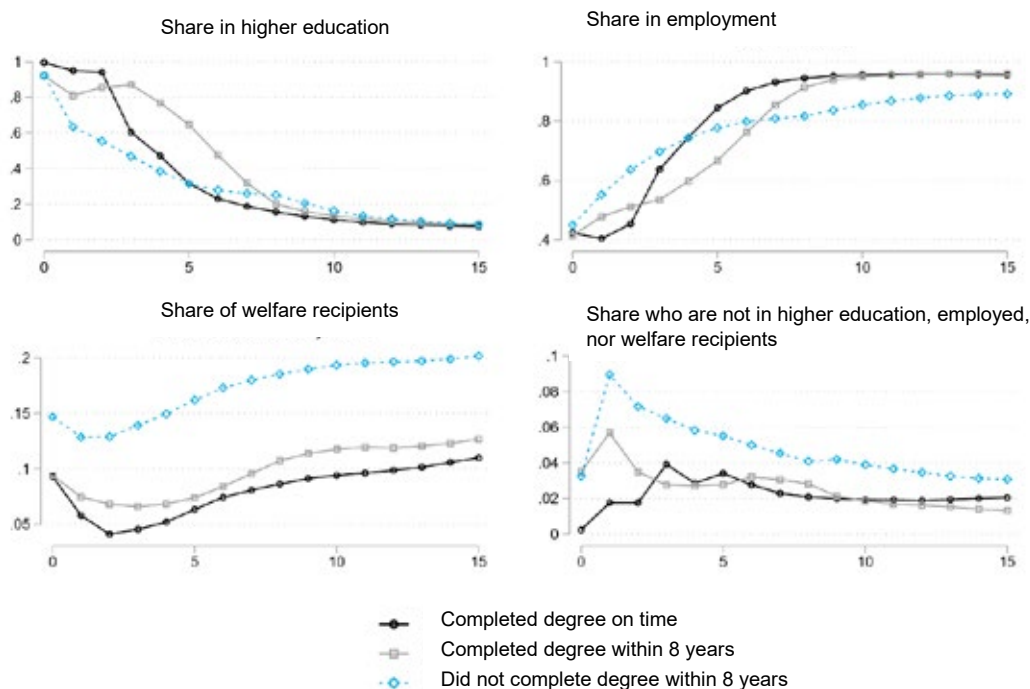 Share in higher education
Share in employment
1
.8
.6
.4
.2
0
0 5 10 15
1
.8
.6
.4
0 5 10 15
Share of welfare recipients
Share who are not in higher education, employed,
nor welfare recipients
.2
.15
.1
.05
0 5 10 15
.1
.08
.06
.04
.02
0
0 5 10 15
Completed degree on time
Completed degree within 8 years
Did not complete degree within 8 years